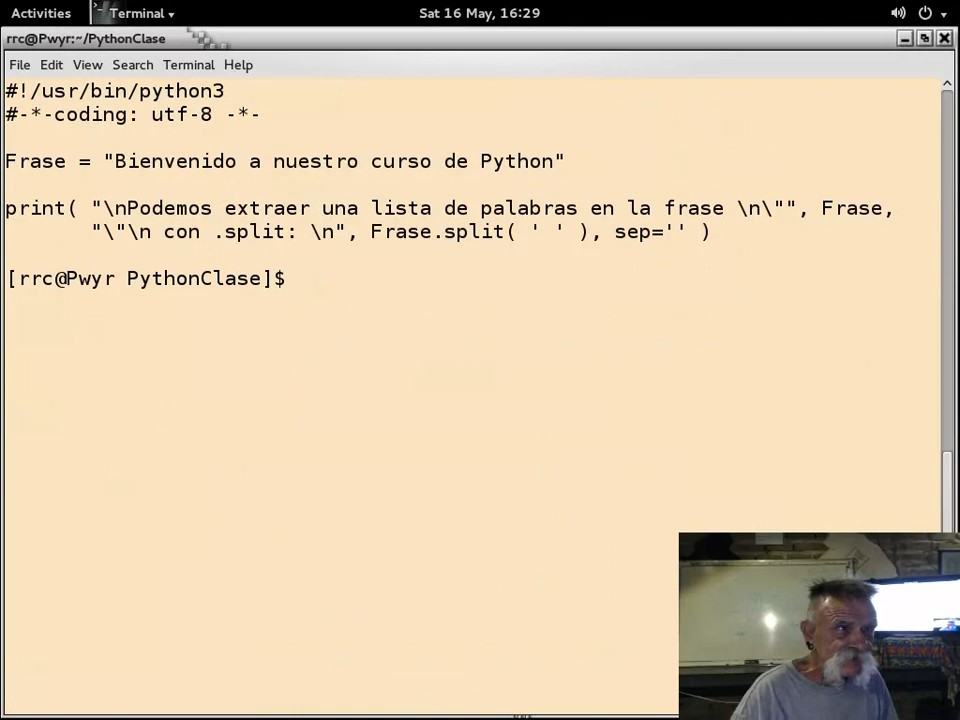 Activities Terminal Sat 16 May, 16:29
rrc@Pwyr:~/PythonClase
File Edit View Search Terminal Help
#!/usr/bin/python3
#-*-coding: utf-8 -*-
Frase = "Bienvenido a nuestro curso de Python"
print( "\nPodemos extraer una lista de palabras en la frase \n\"", Frase,
"\"\n con .split: \n", Frase.split( ' ' ), sep='' )
[rrc@Pwyr PythonClase]$